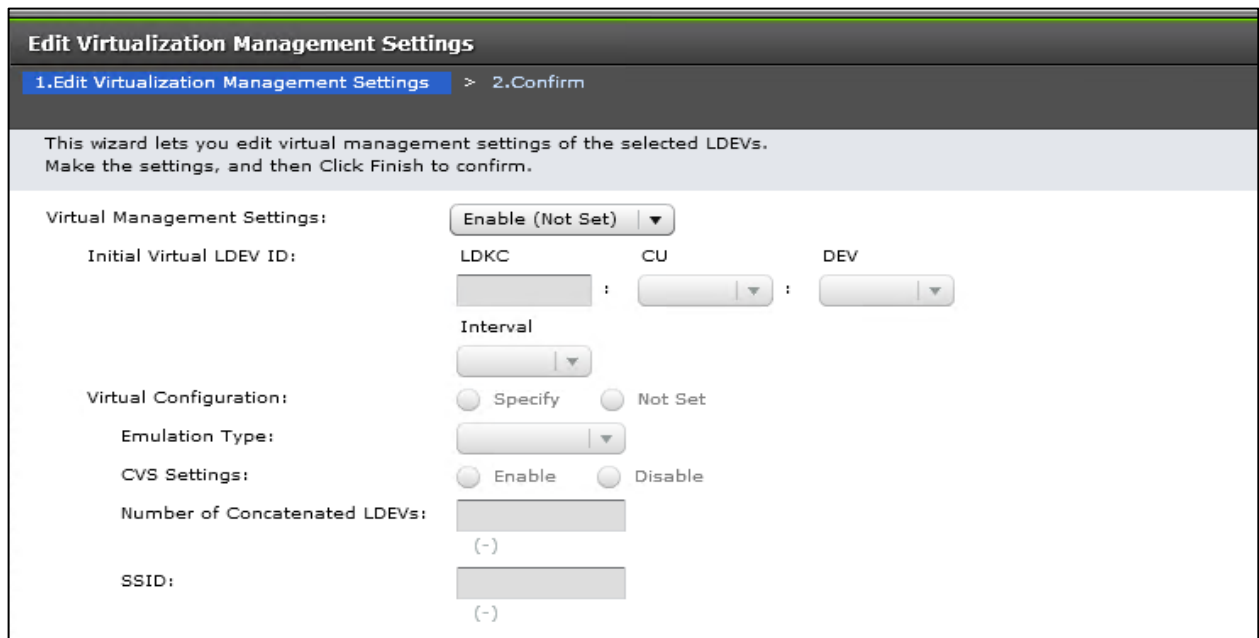 Edit Virtualization Management Settings
1.Edit Virtualization Management Settings > 2.Confirm
This wizard lets you edit virtual management settings of the selected LDEVs.
Make the settings, and then Click Finish to confirm.
Virtual Management Settings: Enable (Not Set)
Initial Virtual LDEV ID: LDKC CU DEV
: :
Interval
Virtual Configuration: Specify Not Set
Emulation Type:
CVS Settings: Enable Disable
Number of Concatenated LDEVs:
(-)
SSID:
(-)